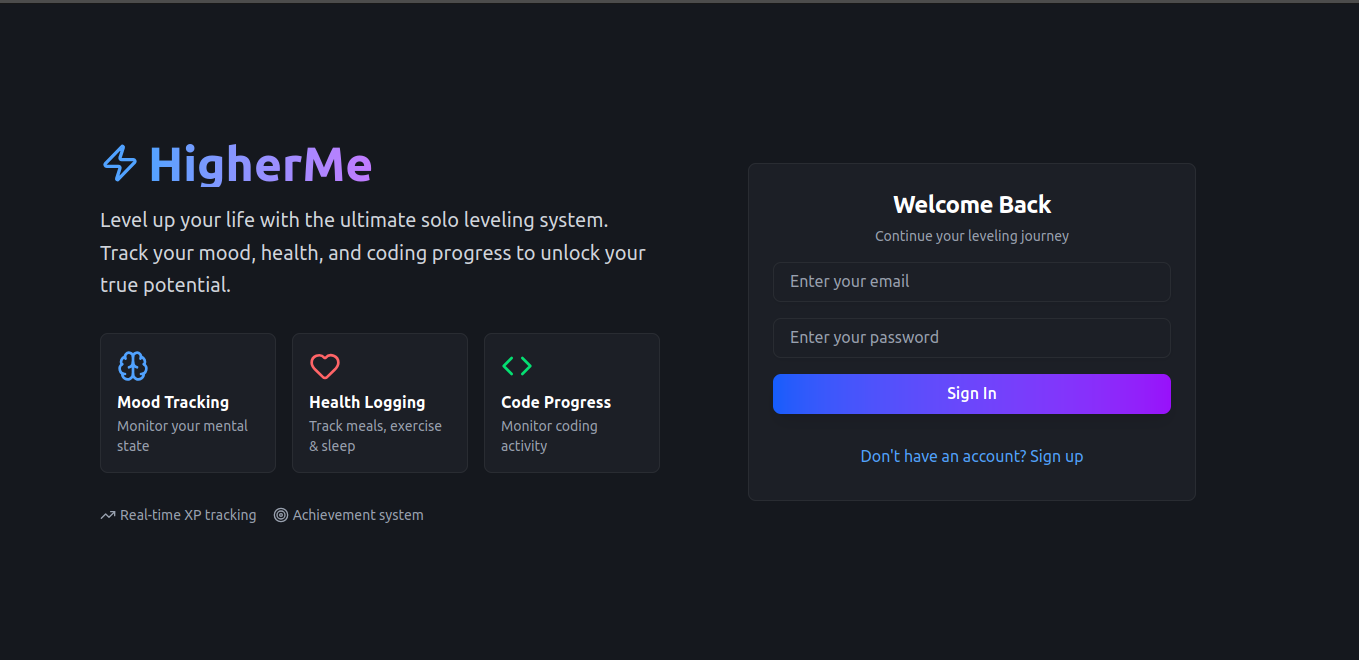 HigherMe
Level up your life with the ultimate solo leveling system.
Track your mood, health, and coding progress to unlock your
true potential.
Mood Tracking
Monitor your mental
state
Health Logging
Track meals, exercise
& sleep
Code Progress
Monitor coding
activity
Real-time XP tracking
Achievement system
Welcome Back
Continue your leveling journey
Enter your email
Enter your password
Sign In
Don't have an account? Sign up